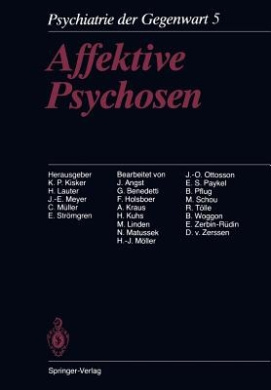 Psychiatrie der Gegenwart 5
Affektive
Psychosen
Herausgeber
K. P. Kisker
H. Lauter
J.-E. Meyer
C. Müller
E. Strömgren
Bearbeitet von
J. Angst
G. Benedetti
F. Holsboer
A. Kraus
H. Kuhs
M. Linden
N. Matussek
H.-J. Möller
J.-O. Ottosson
E. S. Paykel
B. Pflug
M. Schou
R. Tölle
B. Woggon
E. Zerbin-Rüdin
D. v. Zerssen
Springer-Verlag